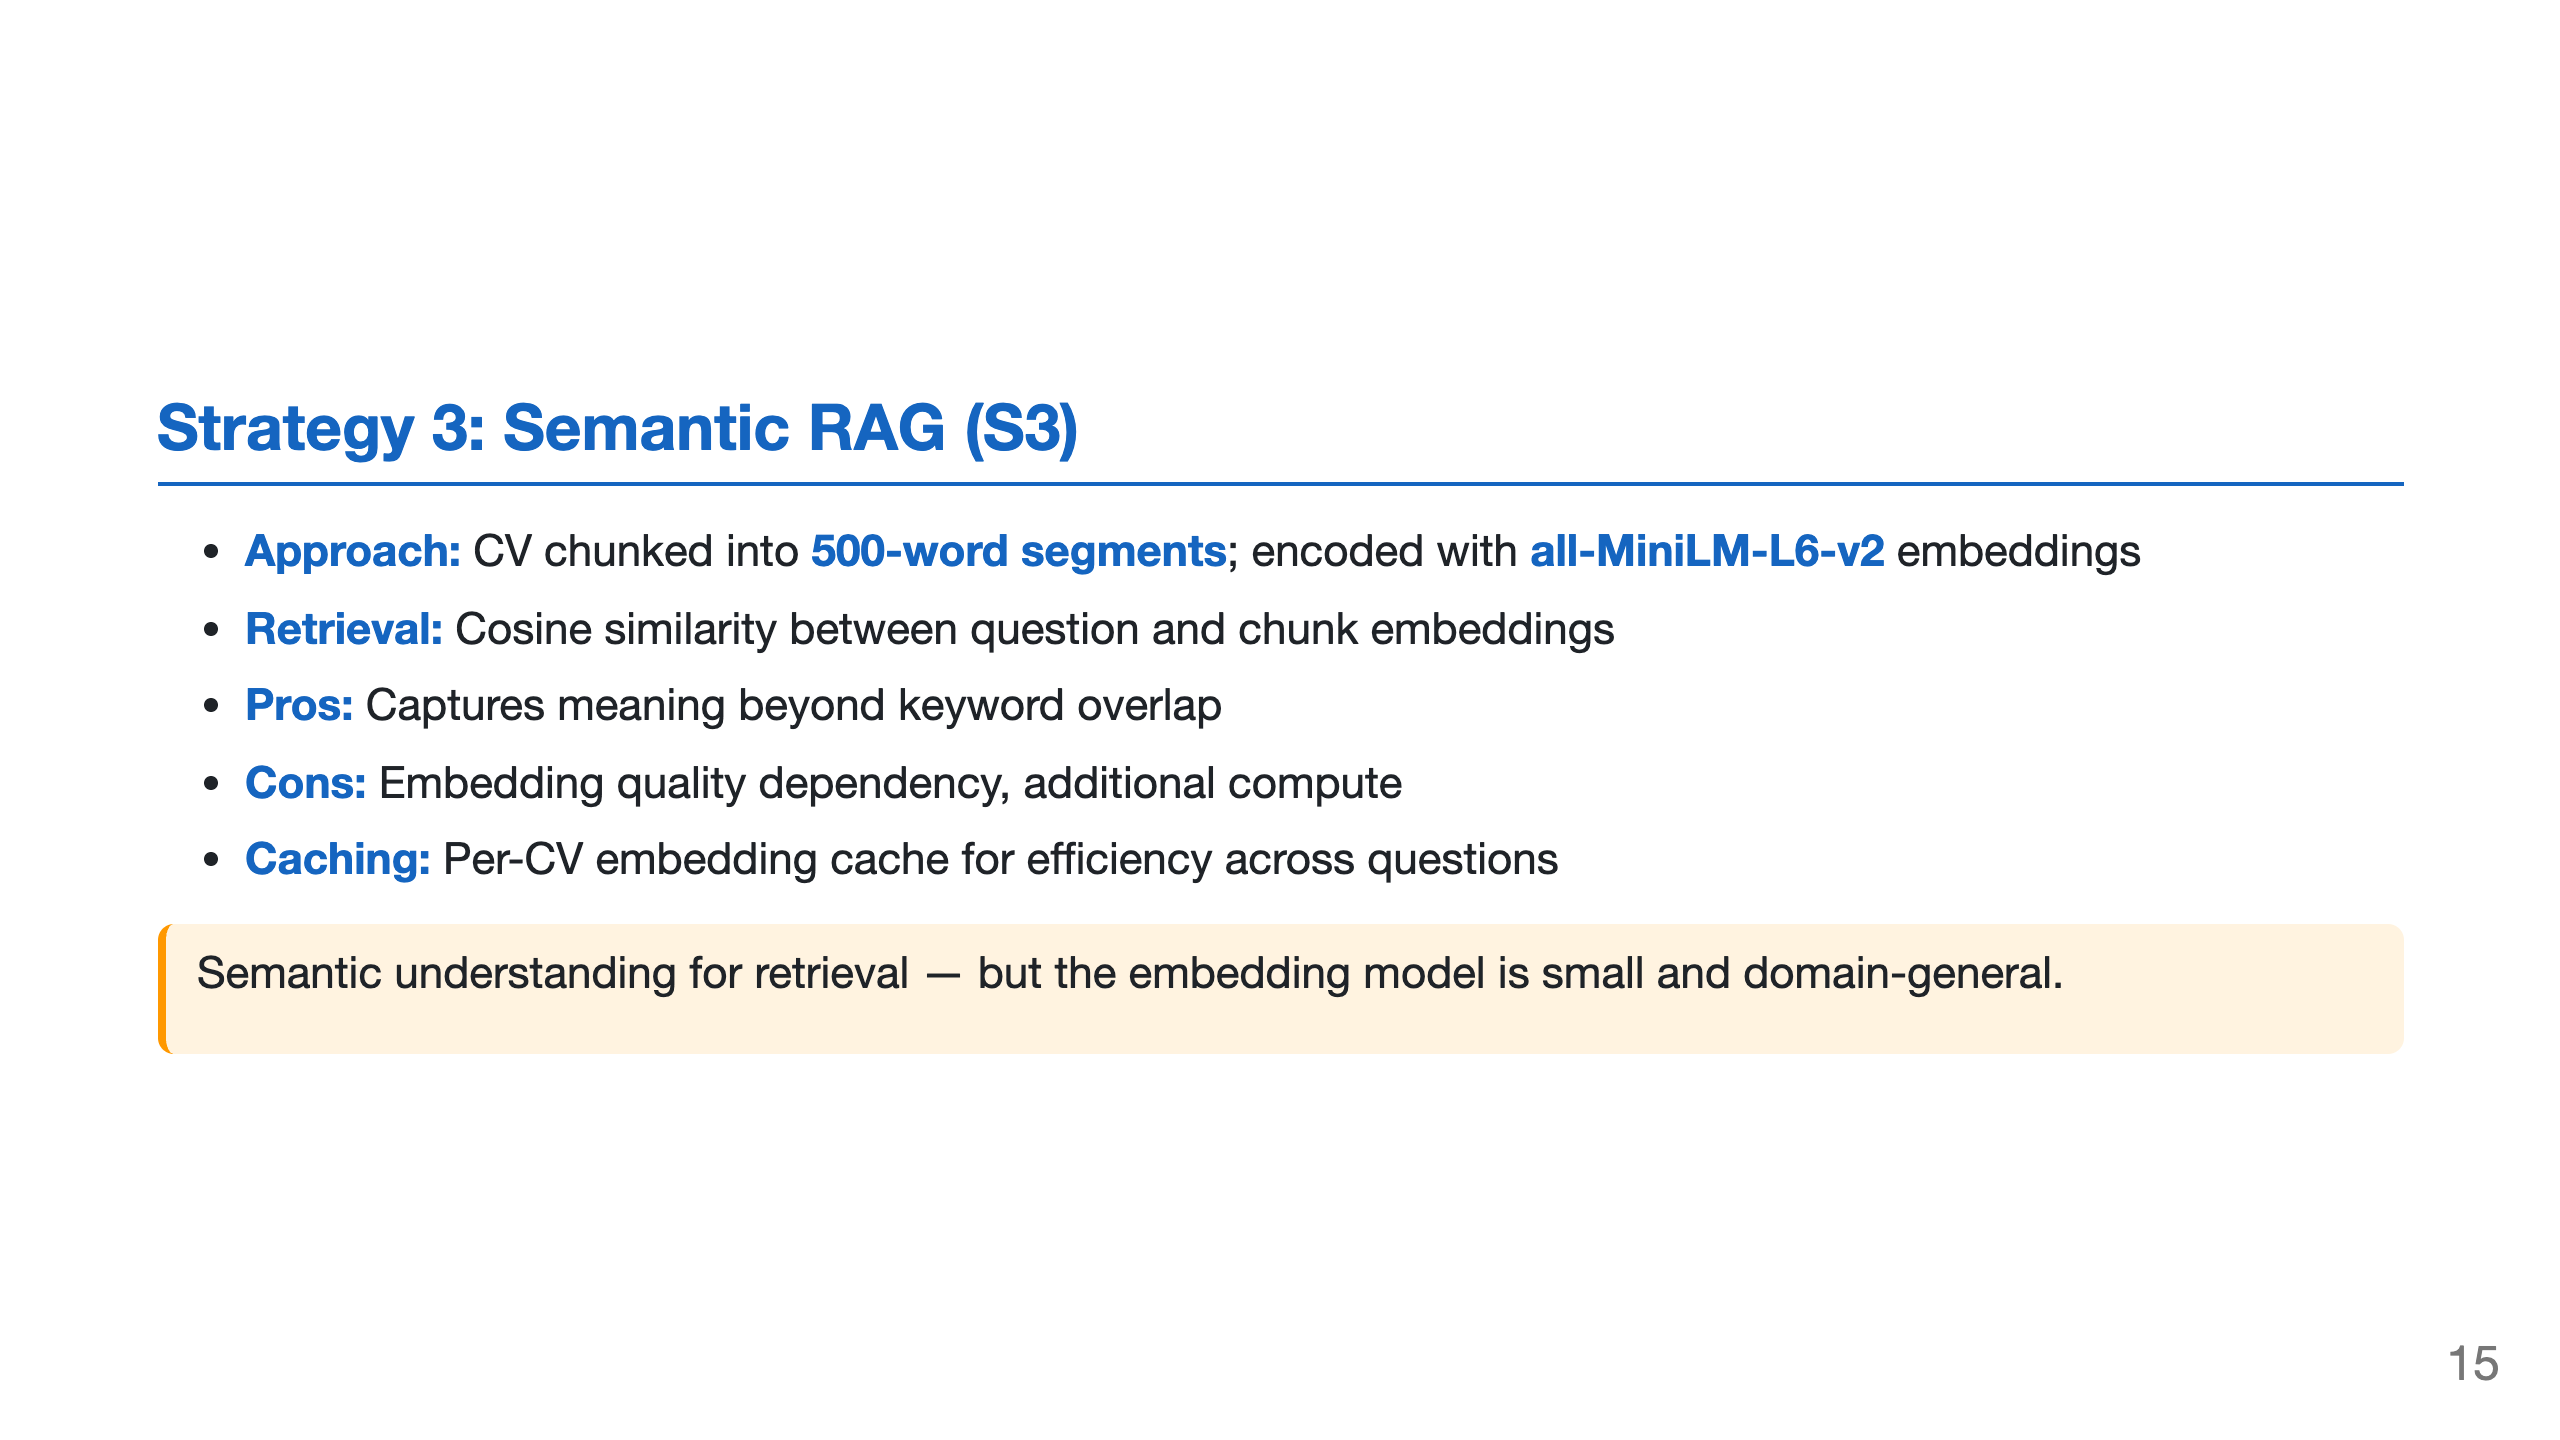 Strategy 3: Semantic RAG (S3)
• Approach: CV chunked into 500-word segments; encoded with all-MiniLM-L6-v2 embeddings
• Retrieval: Cosine similarity between question and chunk embeddings
• Pros: Captures meaning beyond keyword overlap
• Cons: Embedding quality dependency, additional compute
• Caching: Per-CV embedding cache for efficiency across questions
Semantic understanding for retrieval — but the embedding model is small and domain-general.
15